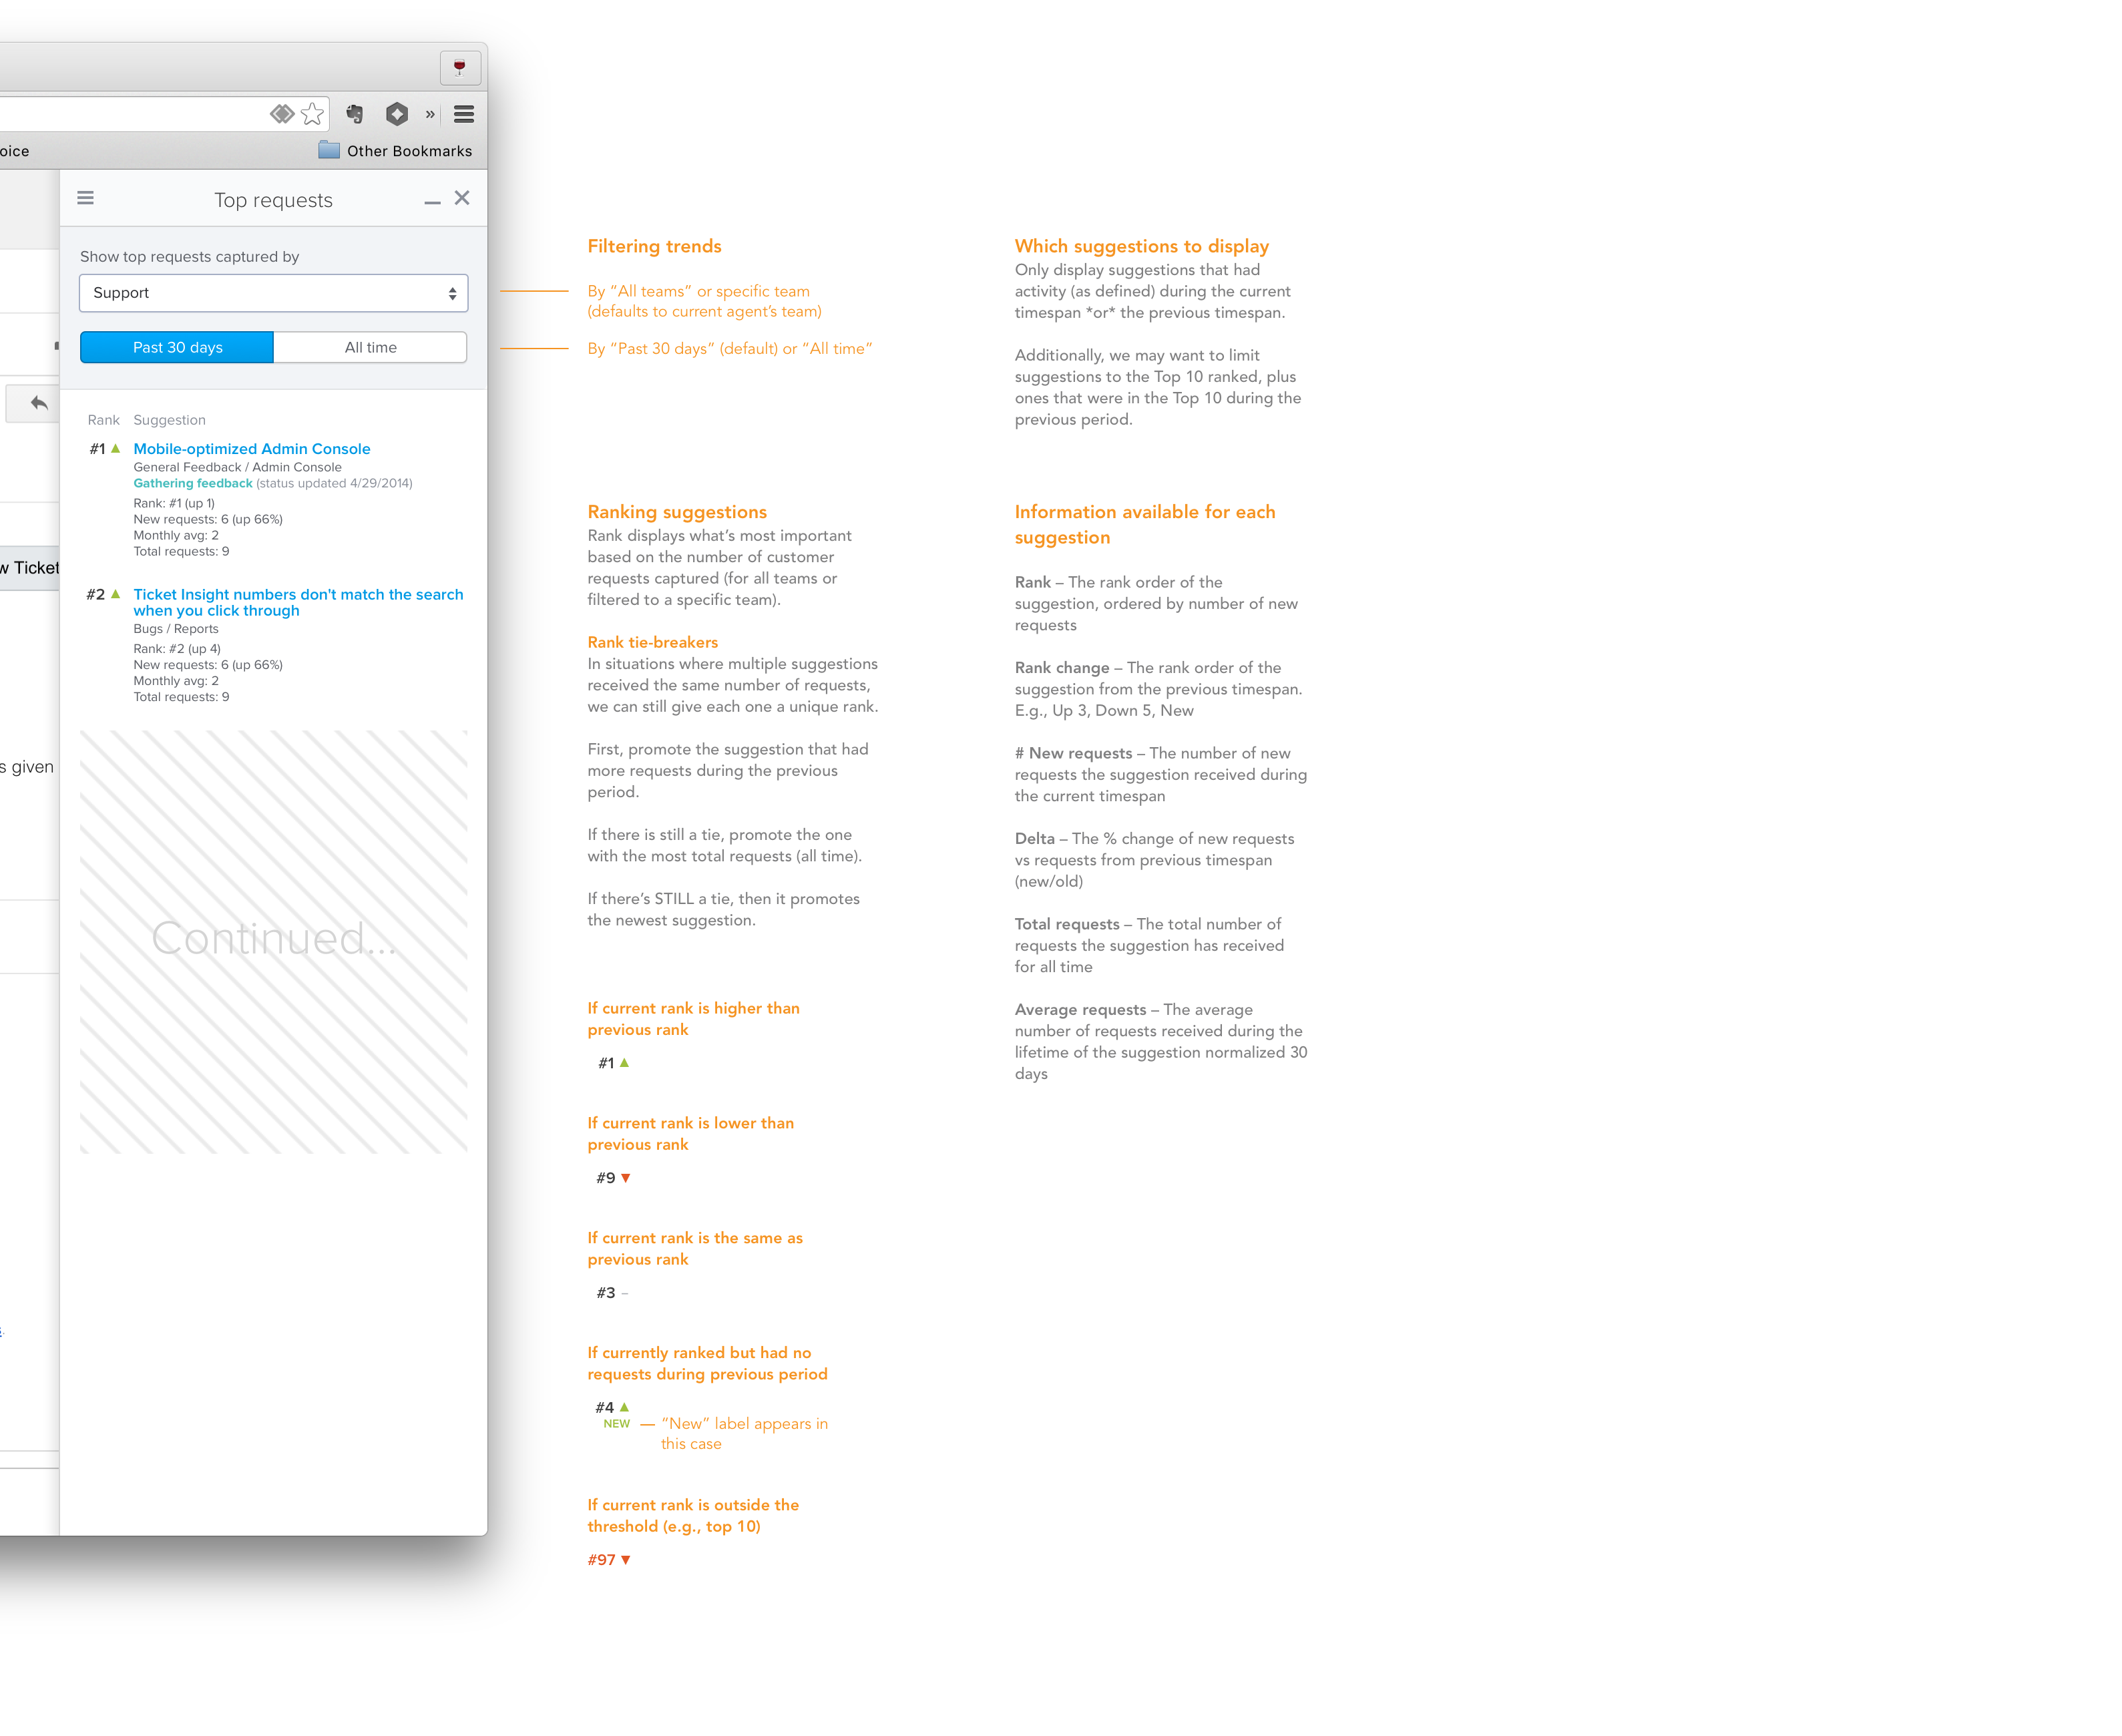 oice
Other Bookmarks
Top requests
Show top requests captured by
Support
Past 30 days
All time
Rank Suggestion
#1 ▲ Mobile-optimized Admin Console
General Feedback / Admin Console
Gathering feedback (status updated 4/29/2014)
Rank: #1 (up 1)
New requests: 6 (up 66%)
Monthly avg: 2
Total requests: 9
#2 ▲ Ticket Insight numbers don't match the search
when you click through
Bugs / Reports
Rank: #2 (up 4)
New requests: 6 (up 66%)
Monthly avg: 2
Total requests: 9
Continued...
w Ticket
s given
Filtering trends
By “All teams” or specific team
(defaults to current agent’s team)
By “Past 30 days” (default) or “All time”
Ranking suggestions
Rank displays what’s most important
based on the number of customer
requests captured (for all teams or
filtered to a specific team).
Rank tie-breakers
In situations where multiple suggestions
received the same number of requests,
we can still give each one a unique rank.
First, promote the suggestion that had
more requests during the previous
period.
If there is still a tie, promote the one
with the most total requests (all time).
If there’s STILL a tie, then it promotes
the newest suggestion.
If current rank is higher than
previous rank
#1 ▲
If current rank is lower than
previous rank
#9 ▼
If current rank is the same as
previous rank
#3 –
If currently ranked but had no
requests during previous period
#4 ▲
NEW — “New” label appears in
this case
If current rank is outside the
threshold (e.g., top 10)
#97 ▼
Which suggestions to display
Only display suggestions that had
activity (as defined) during the current
timespan *or* the previous timespan.
Additionally, we may want to limit
suggestions to the Top 10 ranked, plus
ones that were in the Top 10 during the
previous period.
Information available for each
suggestion
Rank – The rank order of the
suggestion, ordered by number of new
requests
Rank change – The rank order of the
suggestion from the previous timespan.
E.g., Up 3, Down 5, New
# New requests – The number of new
requests the suggestion received during
the current timespan
Delta – The % change of new requests
vs requests from previous timespan
(new/old)
Total requests – The total number of
requests the suggestion has received
for all time
Average requests – The average
number of requests received during the
lifetime of the suggestion normalized 30
days